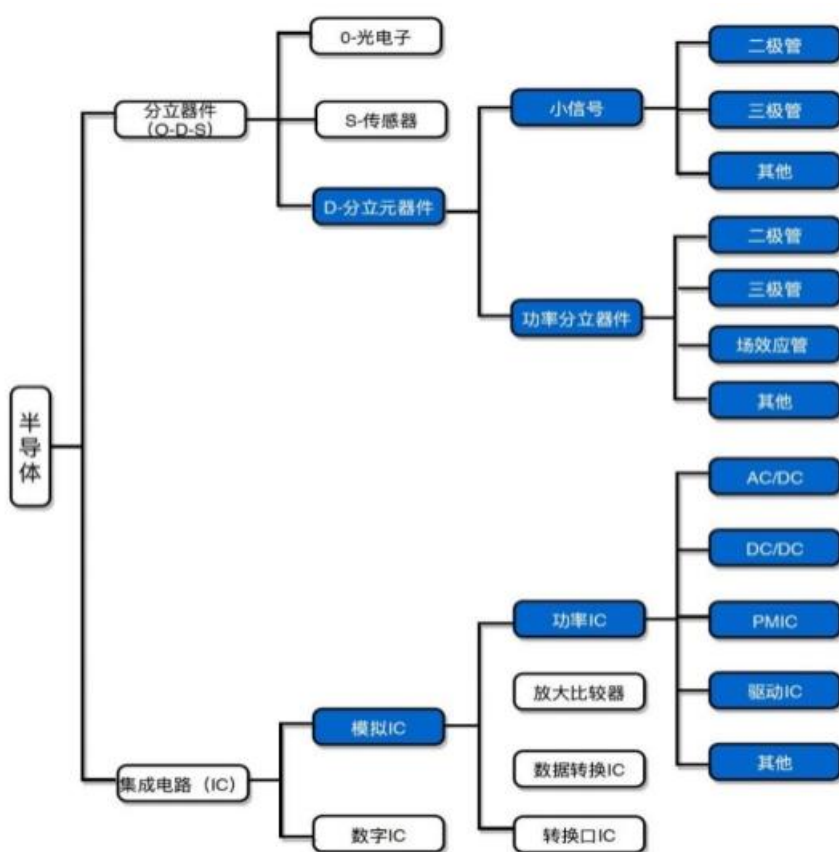 半导体
分立器件
(O-D-S)
0-光电子
S-传感器
D-分立元器件
小信号
二极管
三极管
其他
功率分立器件
二极管
三极管
场效应管
其他
集成电路（IC）
模拟IC
功率IC
AC/DC
DC/DC
PMIC
驱动IC
其他
放大比较器
数据转换IC
转换口IC
数字IC